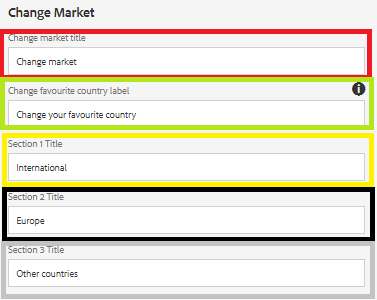 Change Market
Change market title
Change market
Change favourite country label
Change your favourite country
Section 1 Title
International
Section 2 Title
Europe
Section 3 Title
Other countries